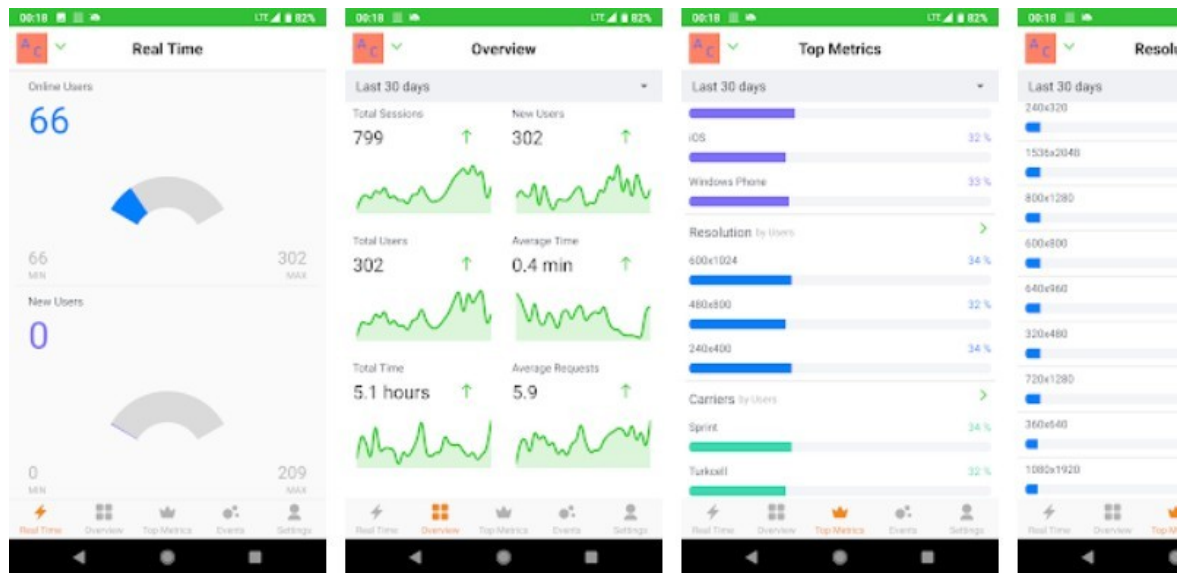 00:18
LTE 82%
A C
Real Time
Online Users
66
66
302
MIN
MAX
New Users
0
0
209
MIN
MAX
Real Time
Overview
Top Metrics
Events
Settings
00:18
LTE 82%
A C
Overview
Last 30 days
Total Sessions
New Users
799
302
Total Users
Average Time
302
0.4 min
Total Time
Average Requests
5.1 hours
5.9
Real Time
Overview
Top Metrics
Events
Settings
00:18
LTE 82%
A C
Top Metrics
Last 30 days
iOS
32 %
Windows Phone
33 %
Resolution by Users
600x1024
34 %
480x800
32 %
240x400
34 %
Carriers by Users
Sprint
34 %
Turkcell
32 %
Real Time
Overview
Top Metrics
Events
Settings
00:18
A C
Resolu
Last 30 days
240x320
1536x2048
800x1280
600x800
640x960
320x480
720x1280
360x640
1080x1920
Real Time
Overview
Top M